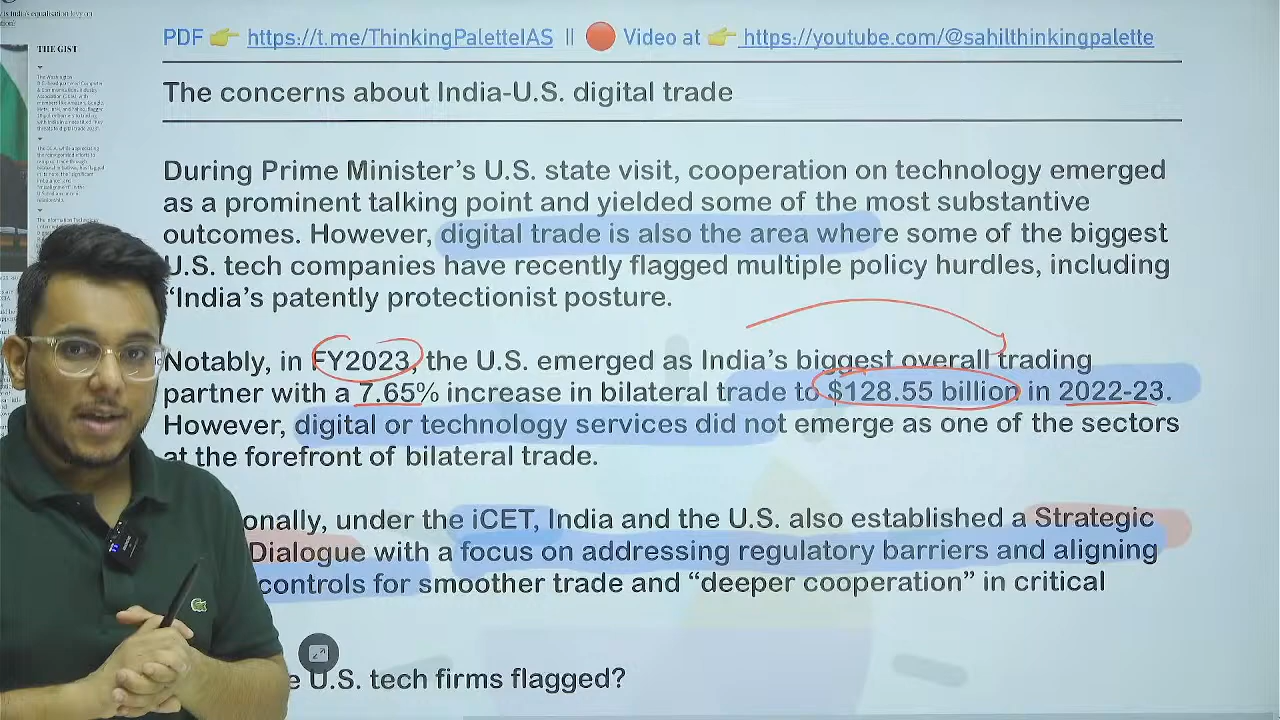 PDF 👉 https://t.me/ThinkingPaletteIAS || 🔴 Video at 👉 https://youtube.com/@sahilthinkingpalette
THE GIST
The concerns about India-U.S. digital trade
During Prime Minister’s U.S. state visit, cooperation on technology emerged
as a prominent talking point and yielded some of the most substantive
outcomes. However, digital trade is also the area where some of the biggest
U.S. tech companies have recently flagged multiple policy hurdles, including
“India’s patently protectionist posture.
Notably, in FY2023, the U.S. emerged as India’s biggest overall trading
partner with a 7.65% increase in bilateral trade to $128.55 billion in 2022-23.
However, digital or technology services did not emerge as one of the sectors
at the forefront of bilateral trade.
onally, under the iCET, India and the U.S. also established a Strategic
Dialogue with a focus on addressing regulatory barriers and aligning
controls for smoother trade and “deeper cooperation” in critical
e U.S. tech firms flagged?